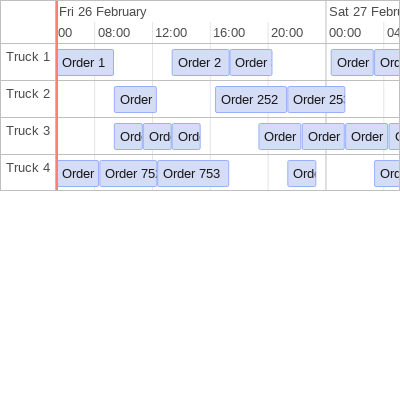 Fri 26 February Sat 27 Febru
00 08:00 12:00 16:00 20:00 00:00 04
Truck 1 Order 1 Order 2 Order Order Ord
Truck 2 Order Order 252 Order 25
Truck 3 Ord Ord Ord Order Order Order
Truck 4 Order Order 752 Order 753 Ord Ord